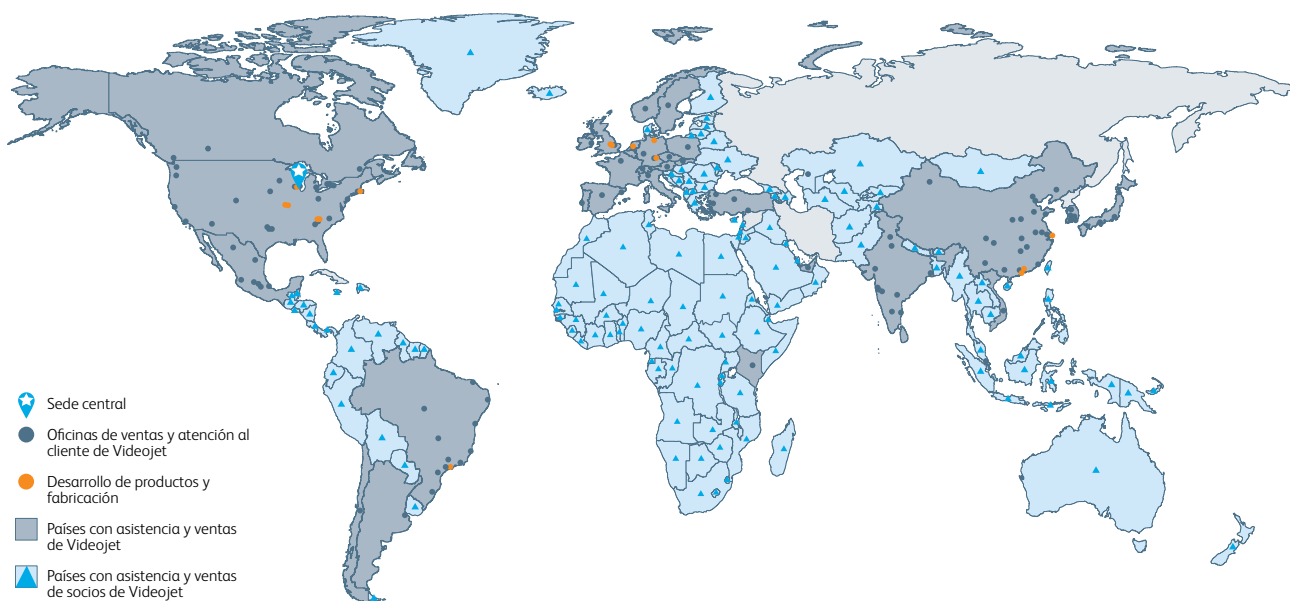 Sede central
Oficinas de ventas y atención al
cliente de Videojet
Desarrollo de productos y
fabricación
Países con asistencia y ventas
de Videojet
Países con asistencia y ventas
de socios de Videojet